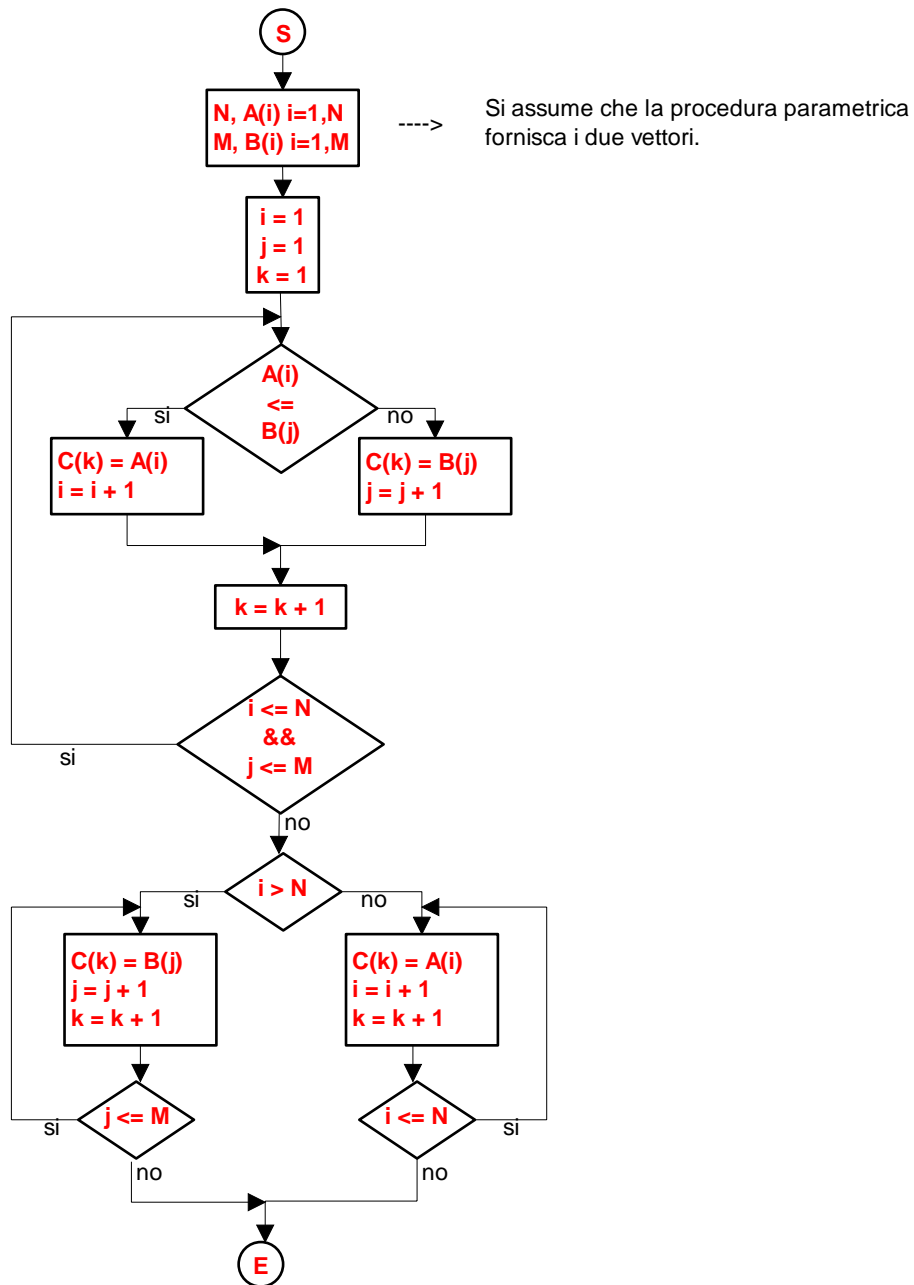 S
N, A(i) i=1,N
M, B(i) i=1,M
---->
Si assume che la procedura parametrica
fornisca i due vettori.
i = 1
j = 1
k = 1
A(i)
<=
B(j)
si
no
C(k) = A(i)
i = i + 1
C(k) = B(j)
j = j + 1
k = k + 1
i <= N
&&
j <= M
si
no
i > N
si
no
C(k) = B(j)
j = j + 1
k = k + 1
C(k) = A(i)
i = i + 1
k = k + 1
j <= M
si
i <= N
si
no
no
E